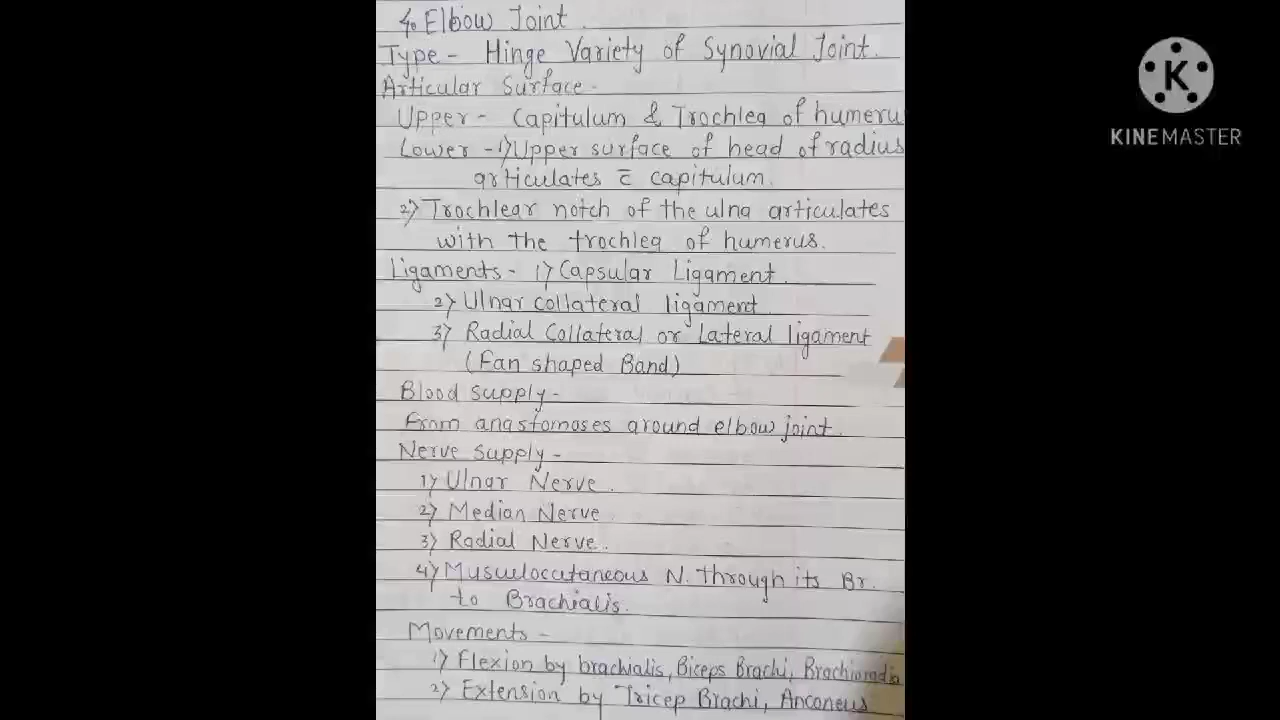 4. Elbow Joint.
Type - Hinge Variety of Synovial Joint.
Articular Surface -
Upper - Capitulum & Trochlea of humeru
Lower - 1) Upper surface of head of radius
articulates c̄ capitulum.
2) Trochlear notch of the ulna articulates
with the trochlea of humerus.
Ligaments - 1) Capsular Ligament.
2) Ulnar collateral ligament
3) Radial Collateral or Lateral ligament
(Fan shaped Band)
Blood supply -
From anastomoses around elbow joint.
Nerve supply -
1) Ulnar Nerve.
2) Median Nerve
3) Radial Nerve.
4) Musculocutaneous N. through its Br.
to Brachialis.
Movements -
1) Flexion by brachialis, Biceps Brachi, Brachioradia
2) Extension by Tricep Brachi, Anconeus
K
KINEMASTER